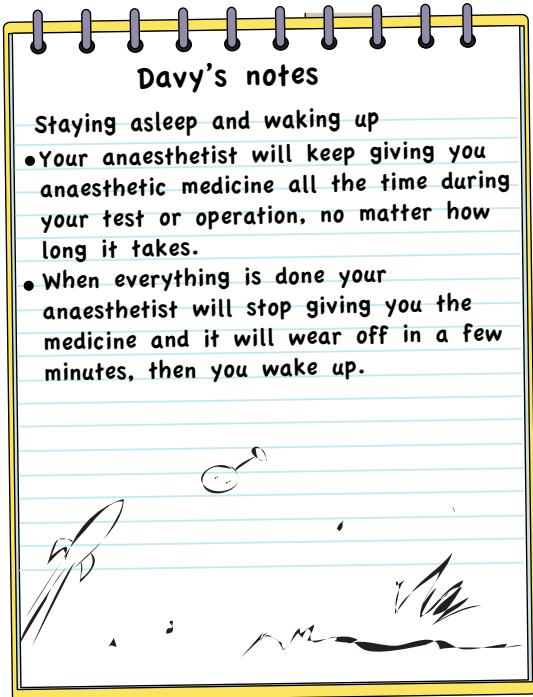 Davy's notes
Staying asleep and waking up
•Your anaesthetist will keep giving you
anaesthetic medicine all the time during
your test or operation, no matter how
long it takes.
• When everything is done your
anaesthetist will stop giving you the
medicine and it will wear off in a few
minutes, then you wake up.